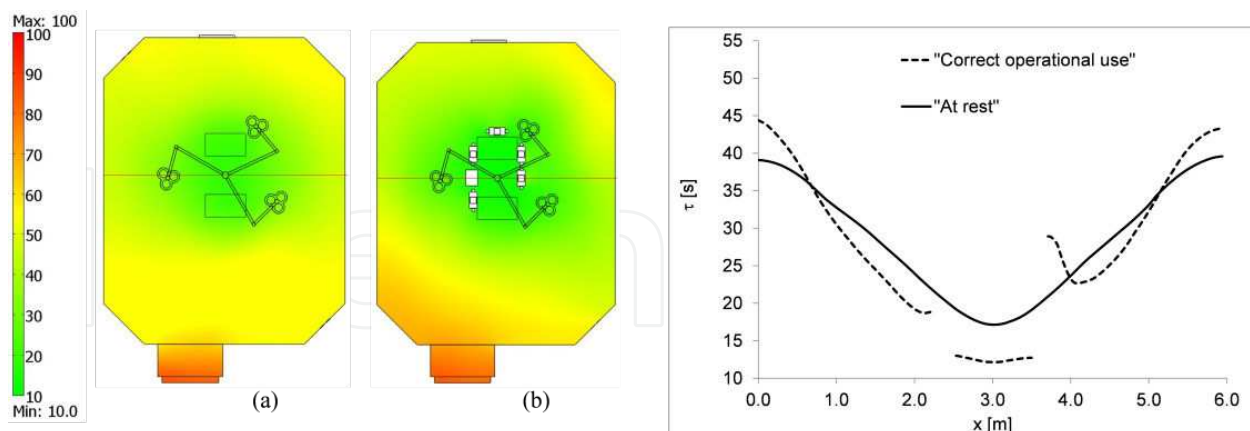 Max: 100
100
90
80
70
60
50
40
30
20
10
Min: 10.0
(a)
(b)
55
50
45
40
35
30
25
20
15
10
τ [s]
"Correct operational use"
"At rest"
0.0 1.0 2.0 3.0 4.0 5.0 6.0
x [m]